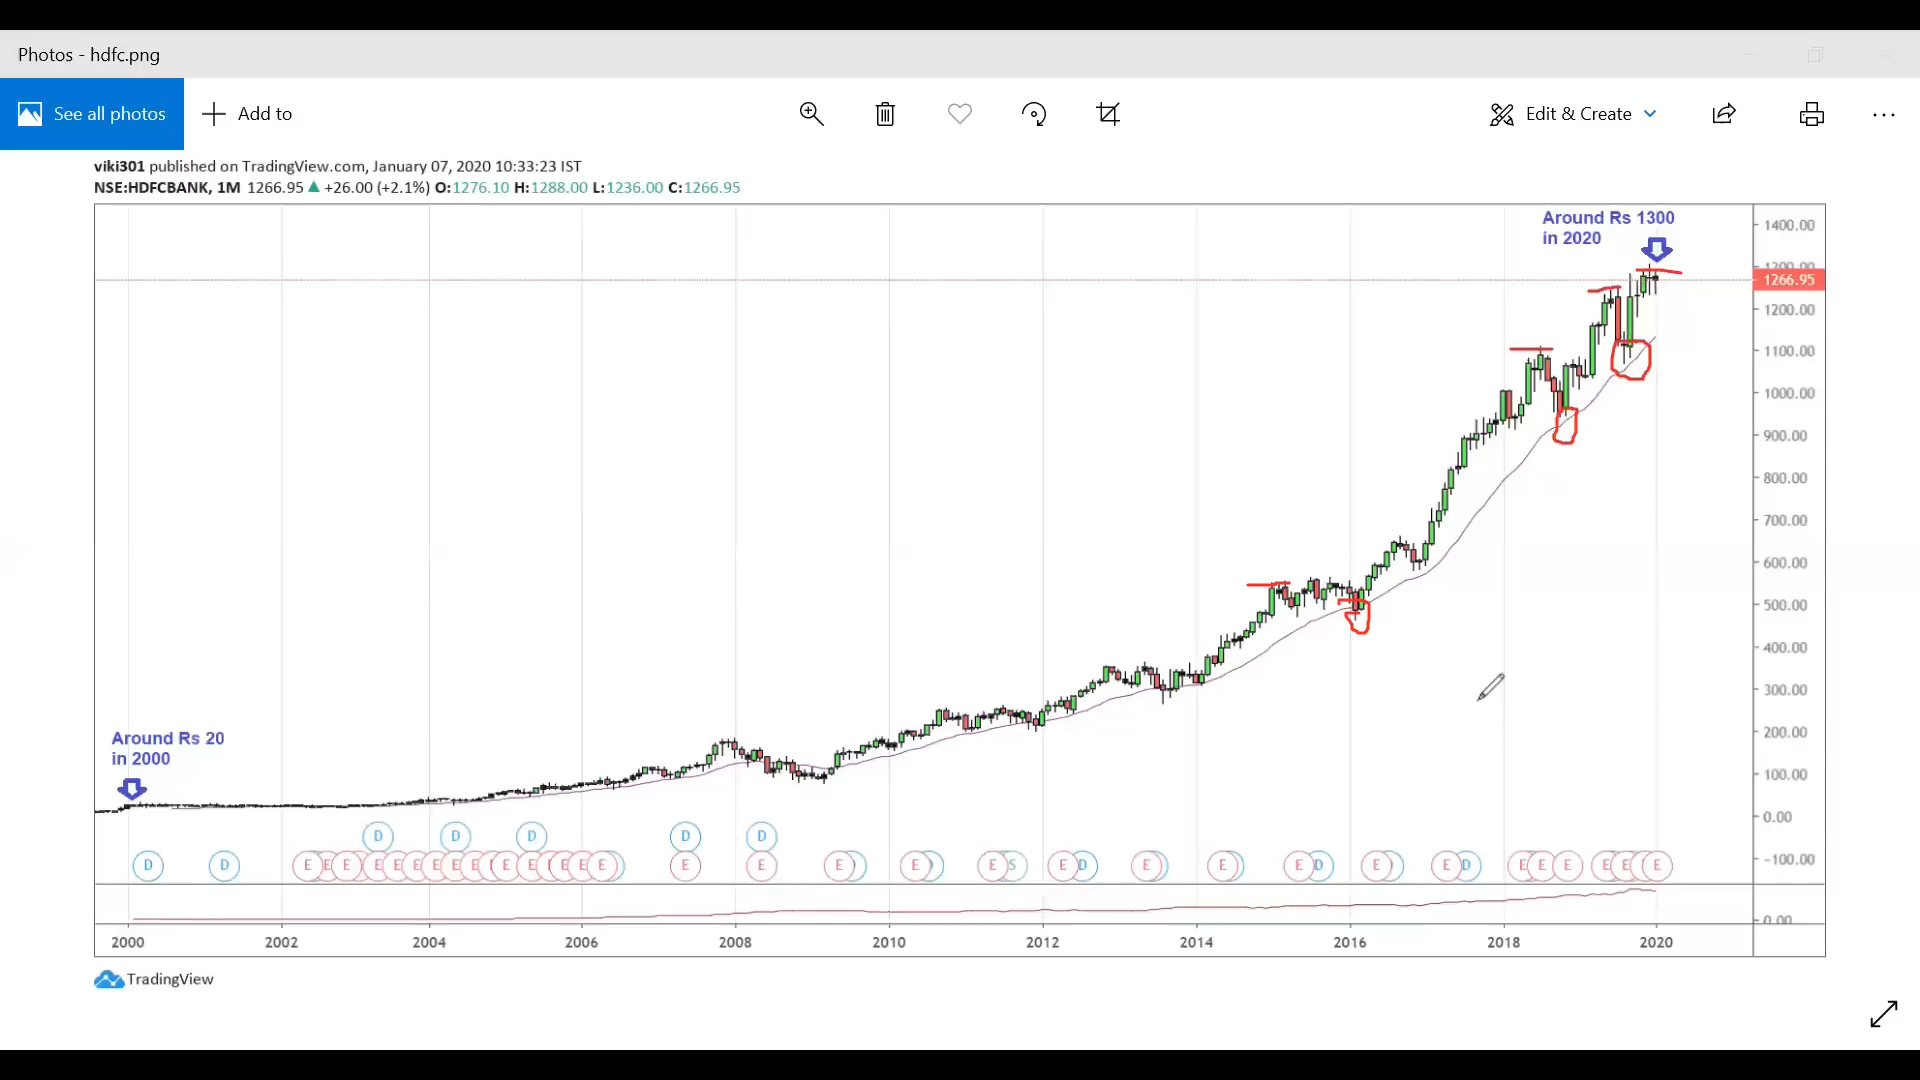 Photos - hdfc.png
See all photos
Add to
Edit & Create
viki301 published on TradingView.com, January 07, 2020 10:33:23 IST
NSE:HDFCBANK, 1M 1266.95 ▲ +26.00 (+2.1%) O:1276.10 H:1288.00 L:1236.00 C:1266.95
Around Rs 1300
in 2020
1400.00
1300.00
1266.95
1200.00
1100.00
1000.00
900.00
800.00
700.00
600.00
500.00
400.00
300.00
200.00
100.00
0.00
-100.00
Around Rs 20
in 2000
D D D D D
D D E E E E E E E E E E E E E E E E E E E S E D E E E D E E D E E E E E E
0.00
2000 2002 2004 2006 2008 2010 2012 2014 2016 2018 2020
TradingView